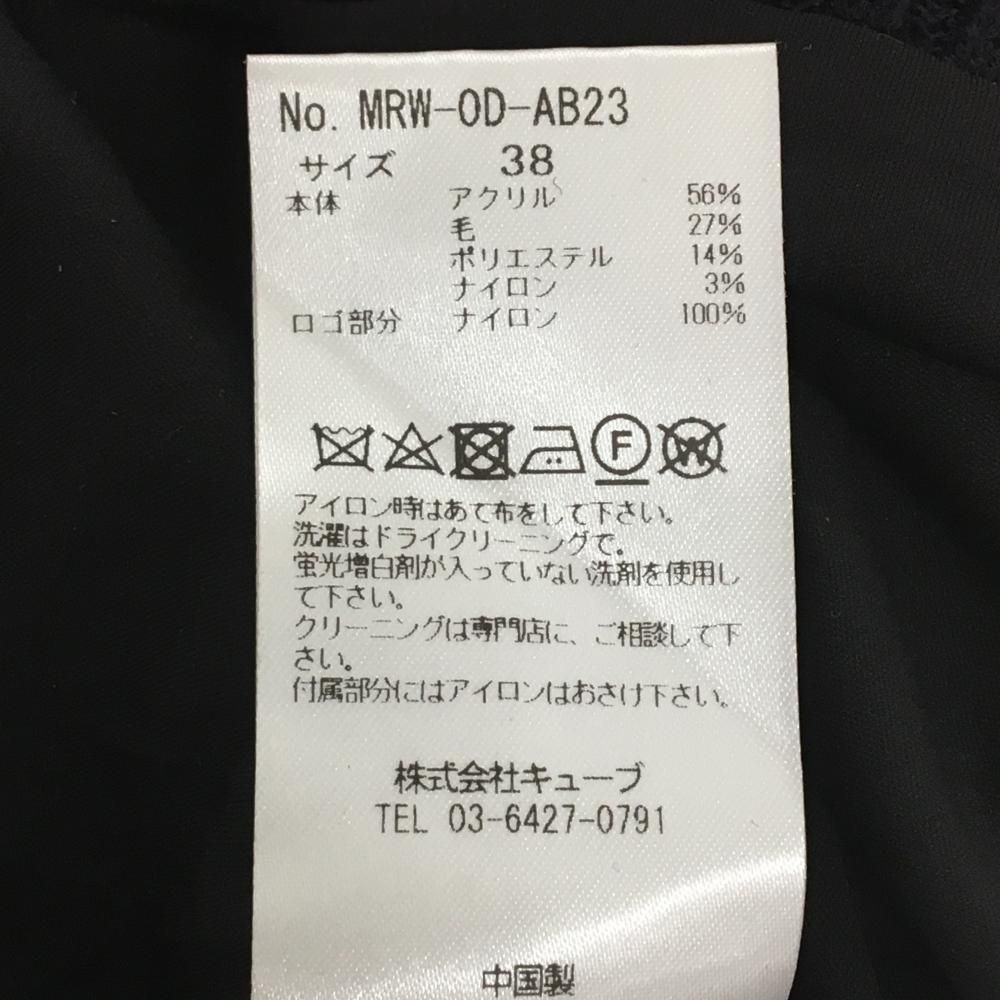 No. MRW-OD-AB23
サイズ 38
本体 アクリル 56%
毛 27%
ポリエステル 14%
ナイロン 3%
ロゴ部分 ナイロン 100%
F W
アイロン時はあて布をして下さい。
洗濯はドライクリーニングで。
蛍光増白剤が入っていない洗剤を使用し
て下さい。
クリーニングは専門店に、ご相談して下
さい。
付属部分にはアイロンはおさけ下さい。
株式会社キューブ
TEL 03-6427-0791
中国製